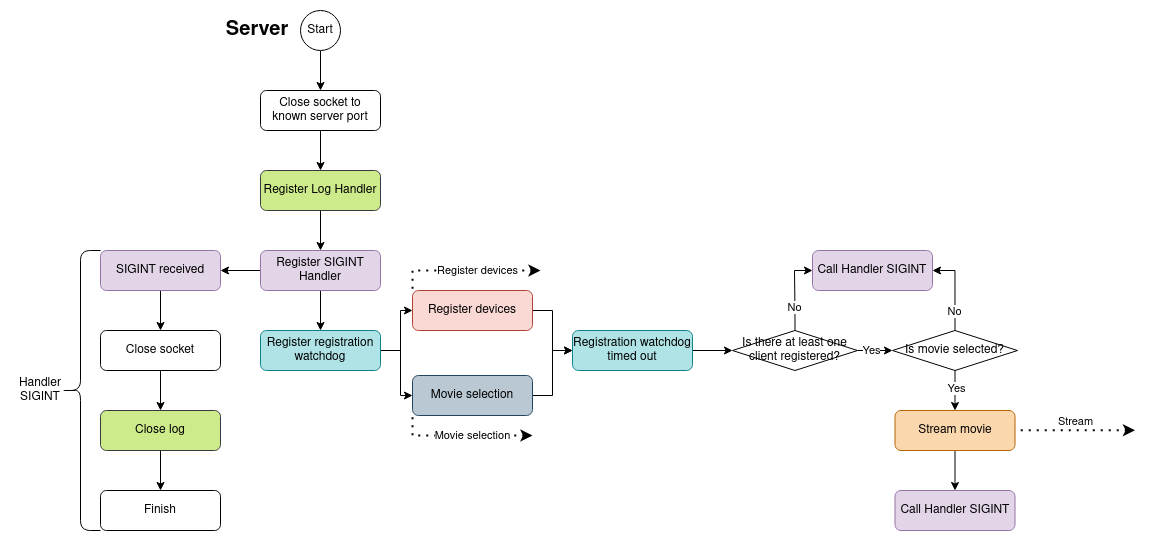 Server
Start
Close socket to
known server port
Register Log Handler
SIGINT received
Register SIGINT
Handler
Register devices
Call Handler SIGINT
Register devices
No
No
Close socket
Register registration
watchdog
Registration watchdog
timed out
Is there at least one
client registered?
Yes
Is movie selected?
Handler
SIGINT
Movie selection
Yes
Close log
Movie selection
Stream movie
Stream
Finish
Call Handler SIGINT